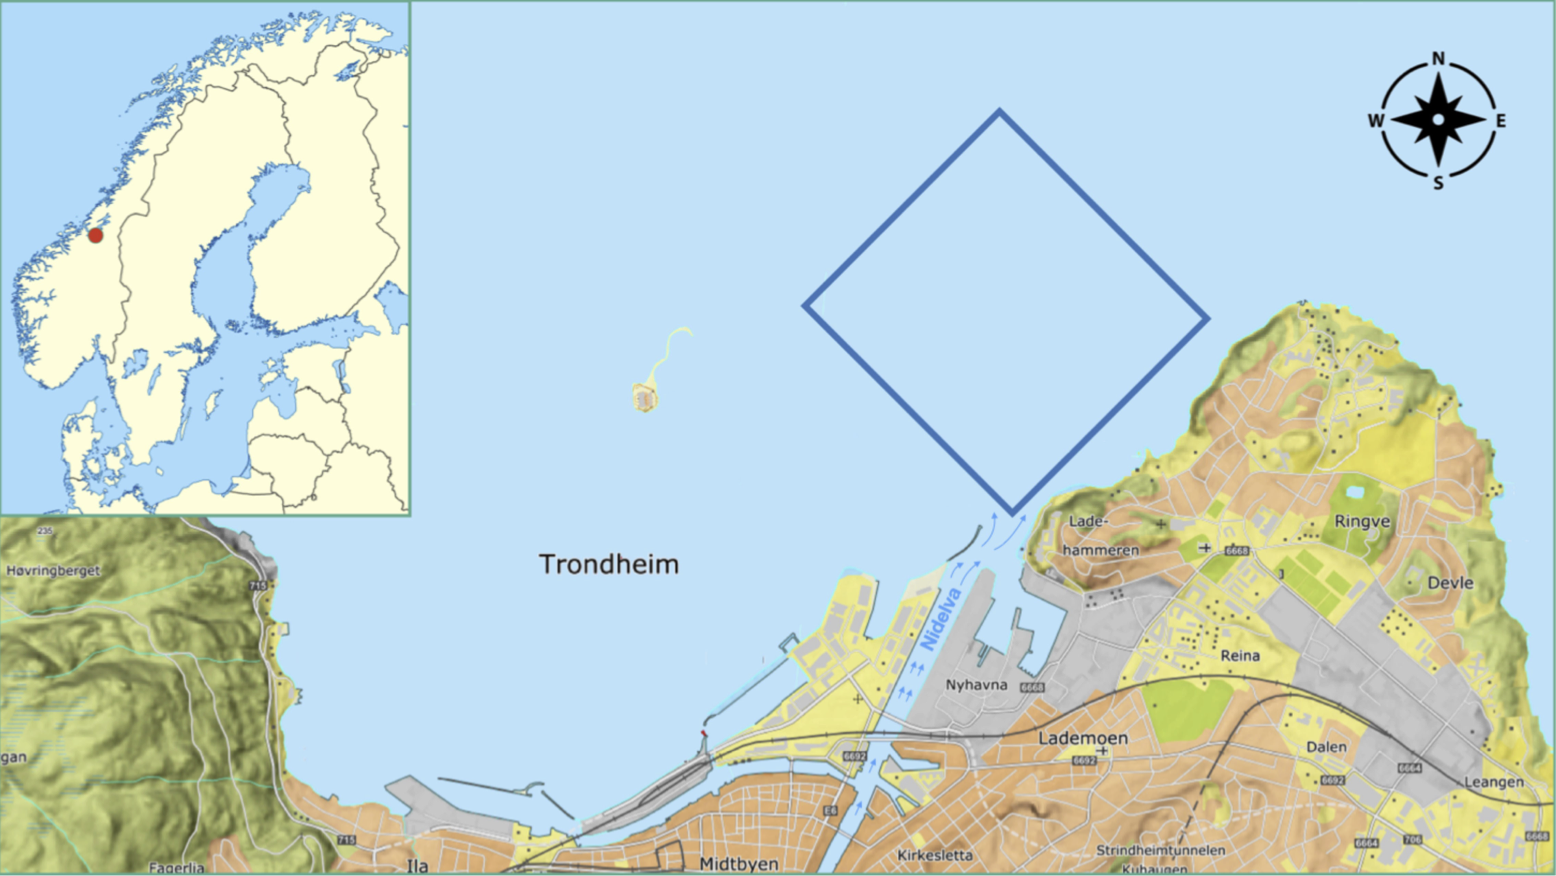 N
W
E
S
235
Høvringberget
715
Trondheim
Lade-
hammeren
6668
Ringve
Devle
Nidelva
Reina
Nyhavna
6668
gan
6692
Lademoen
6692
Dalen
6664
6692
Leangen
E6
715
Ila
Fagerlia
Midtbyen
Kirkesletta
Strindheimtunnelen
Kuhaugen
6664
706
6668